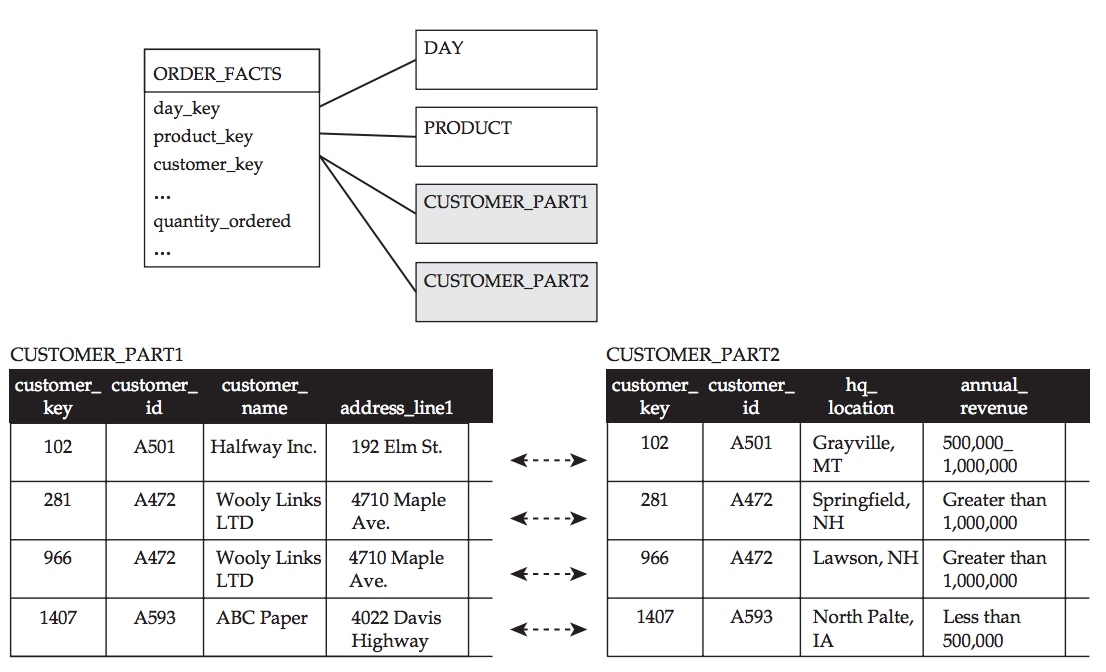 ORDER_FACTS
day_key
product_key
customer_key
...
quantity_ordered
...
DAY
PRODUCT
CUSTOMER_PART1
CUSTOMER_PART2
CUSTOMER_PART1
customer_ customer_ customer_
key id name address_line1
102 A501 Halfway Inc. 192 Elm St.
281 A472 Wooly Links 4710 Maple
LTD Ave.
966 A472 Wooly Links 4710 Maple
LTD Ave.
1407 A593 ABC Paper 4022 Davis
Highway
CUSTOMER_PART2
customer_ customer_ hq_ annual_
key id location revenue
102 A501 Grayville, 500,000_
MT 1,000,000
281 A472 Springfield, Greater than
NH 1,000,000
966 A472 Lawson, NH Greater than
1,000,000
1407 A593 North Palte, Less than
IA 500,000